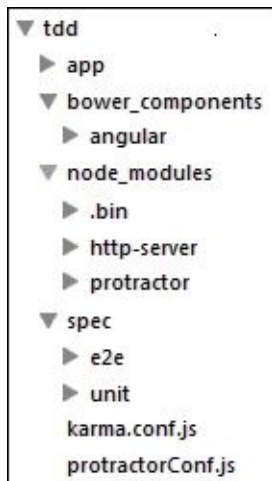 tdd
app
bower_components
angular
node_modules
.bin
http-server
protractor
spec
e2e
unit
karma.conf.js
protractorConf.js